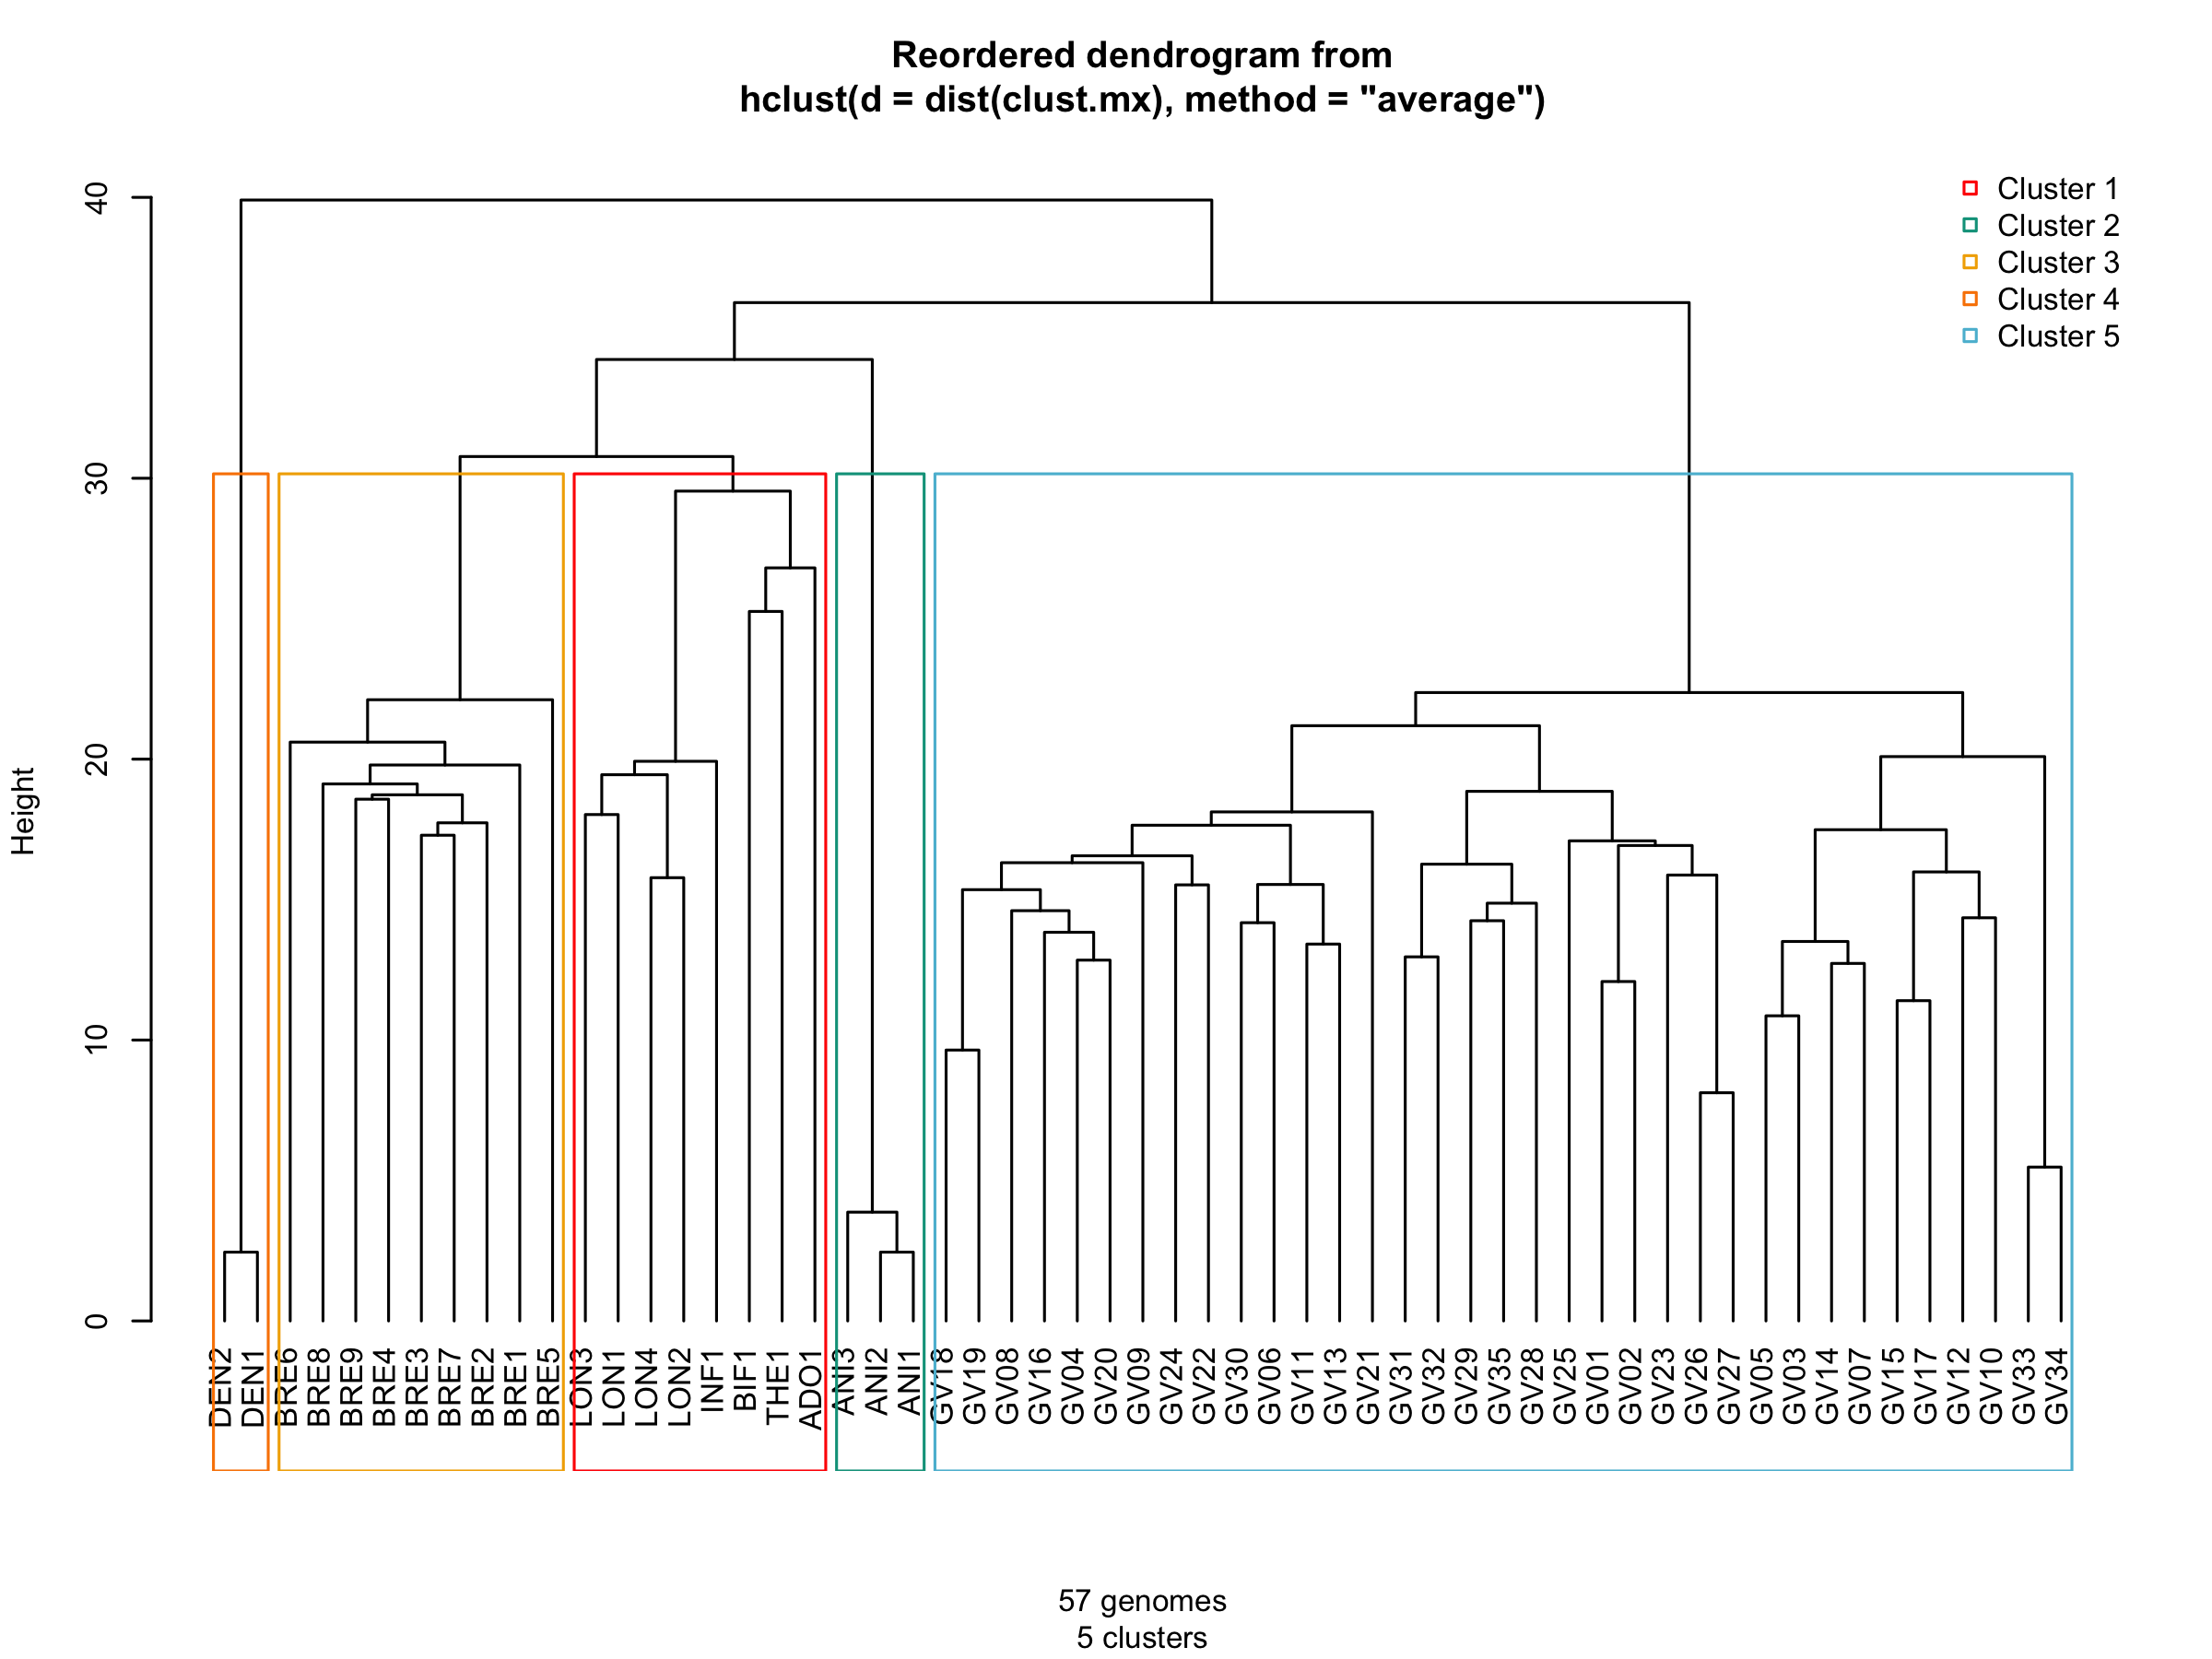 Reordered dendrogram from
hclust(d = dist(clust.mx), method = "average")
Cluster 1
Cluster 2
Cluster 3
Cluster 4
Cluster 5
40
30
20
10
0
Height
DEN2
DEN1
BRE6
BRE8
BRE9
BRE4
BRE3
BRE7
BRE2
BRE1
BRE5
LON3
LON1
LON4
LON2
INF1
BIF1
THE1
ADO1
ANI3
ANI2
ANI1
GV18
GV19
GV08
GV16
GV04
GV20
GV09
GV24
GV22
GV30
GV06
GV11
GV13
GV21
GV31
GV32
GV29
GV35
GV28
GV25
GV01
GV02
GV23
GV26
GV27
GV05
GV03
GV14
GV07
GV15
GV17
GV12
GV10
GV33
GV34
57 genomes
5 clusters